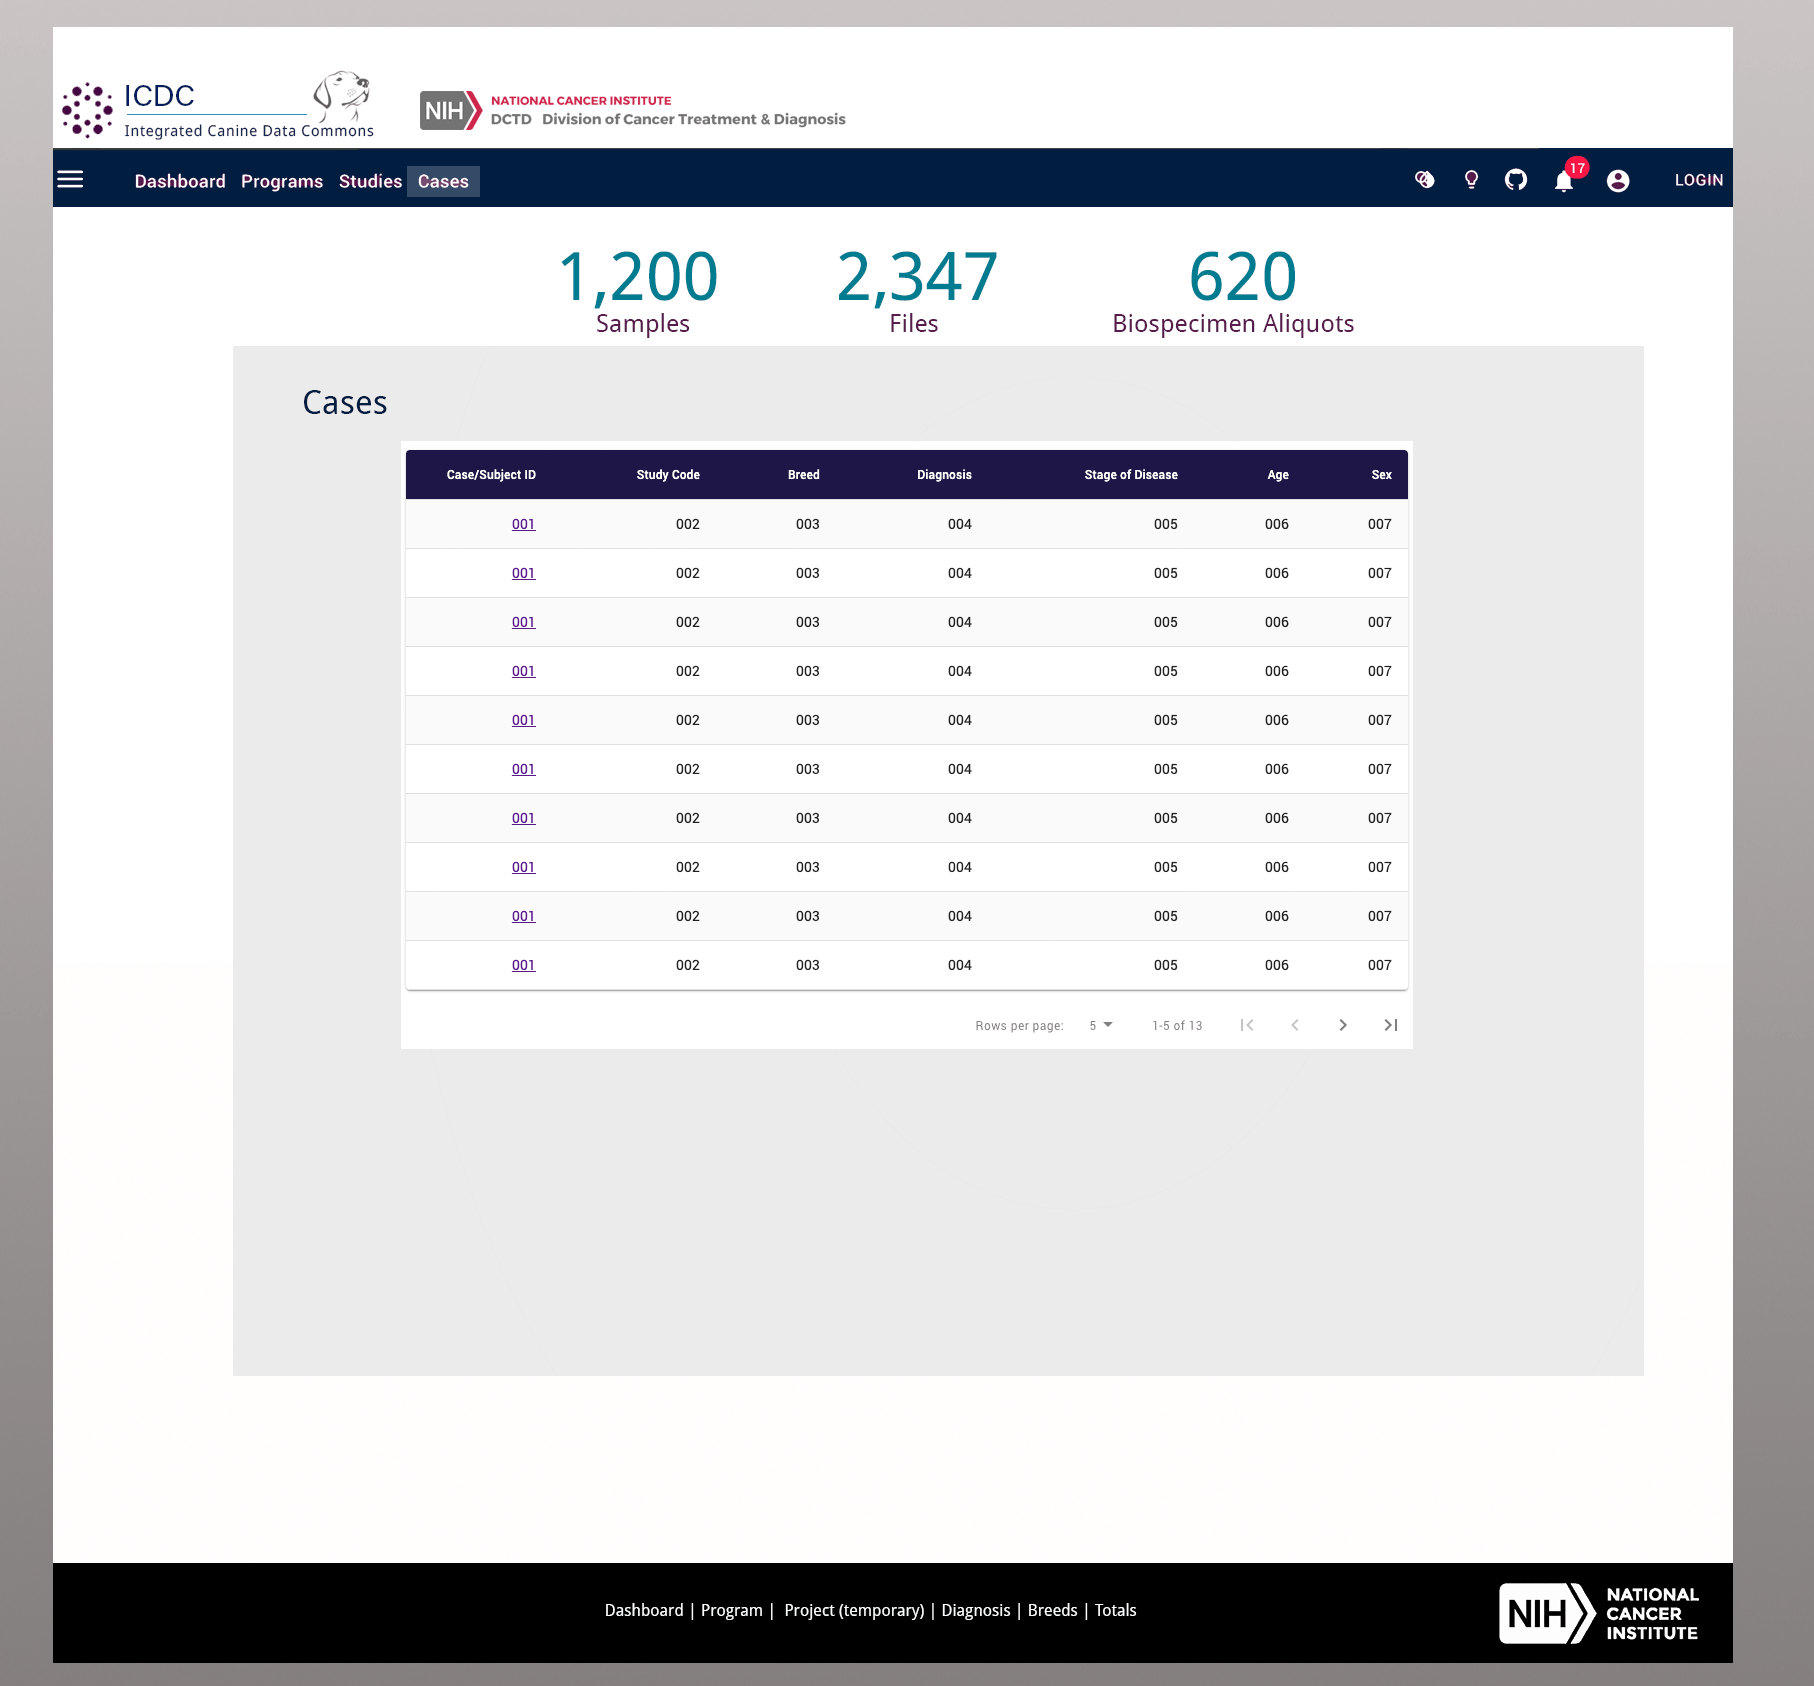 ICDC
Integrated Canine Data Commons
NIH NATIONAL CANCER INSTITUTE
DCTD Division of Cancer Treatment & Diagnosis
Dashboard Programs Studies Cases 17 LOGIN
1,200 2,347 620
Samples Files Biospecimen Aliquots
Cases
Case/Subject ID Study Code Breed Diagnosis Stage of Disease Age Sex
001 002 003 004 005 006 007
001 002 003 004 005 006 007
001 002 003 004 005 006 007
001 002 003 004 005 006 007
001 002 003 004 005 006 007
001 002 003 004 005 006 007
001 002 003 004 005 006 007
001 002 003 004 005 006 007
001 002 003 004 005 006 007
001 002 003 004 005 006 007
Rows per page: 5 1-5 of 13
Dashboard | Program | Project (temporary) | Diagnosis | Breeds | Totals
NIH NATIONAL
CANCER
INSTITUTE